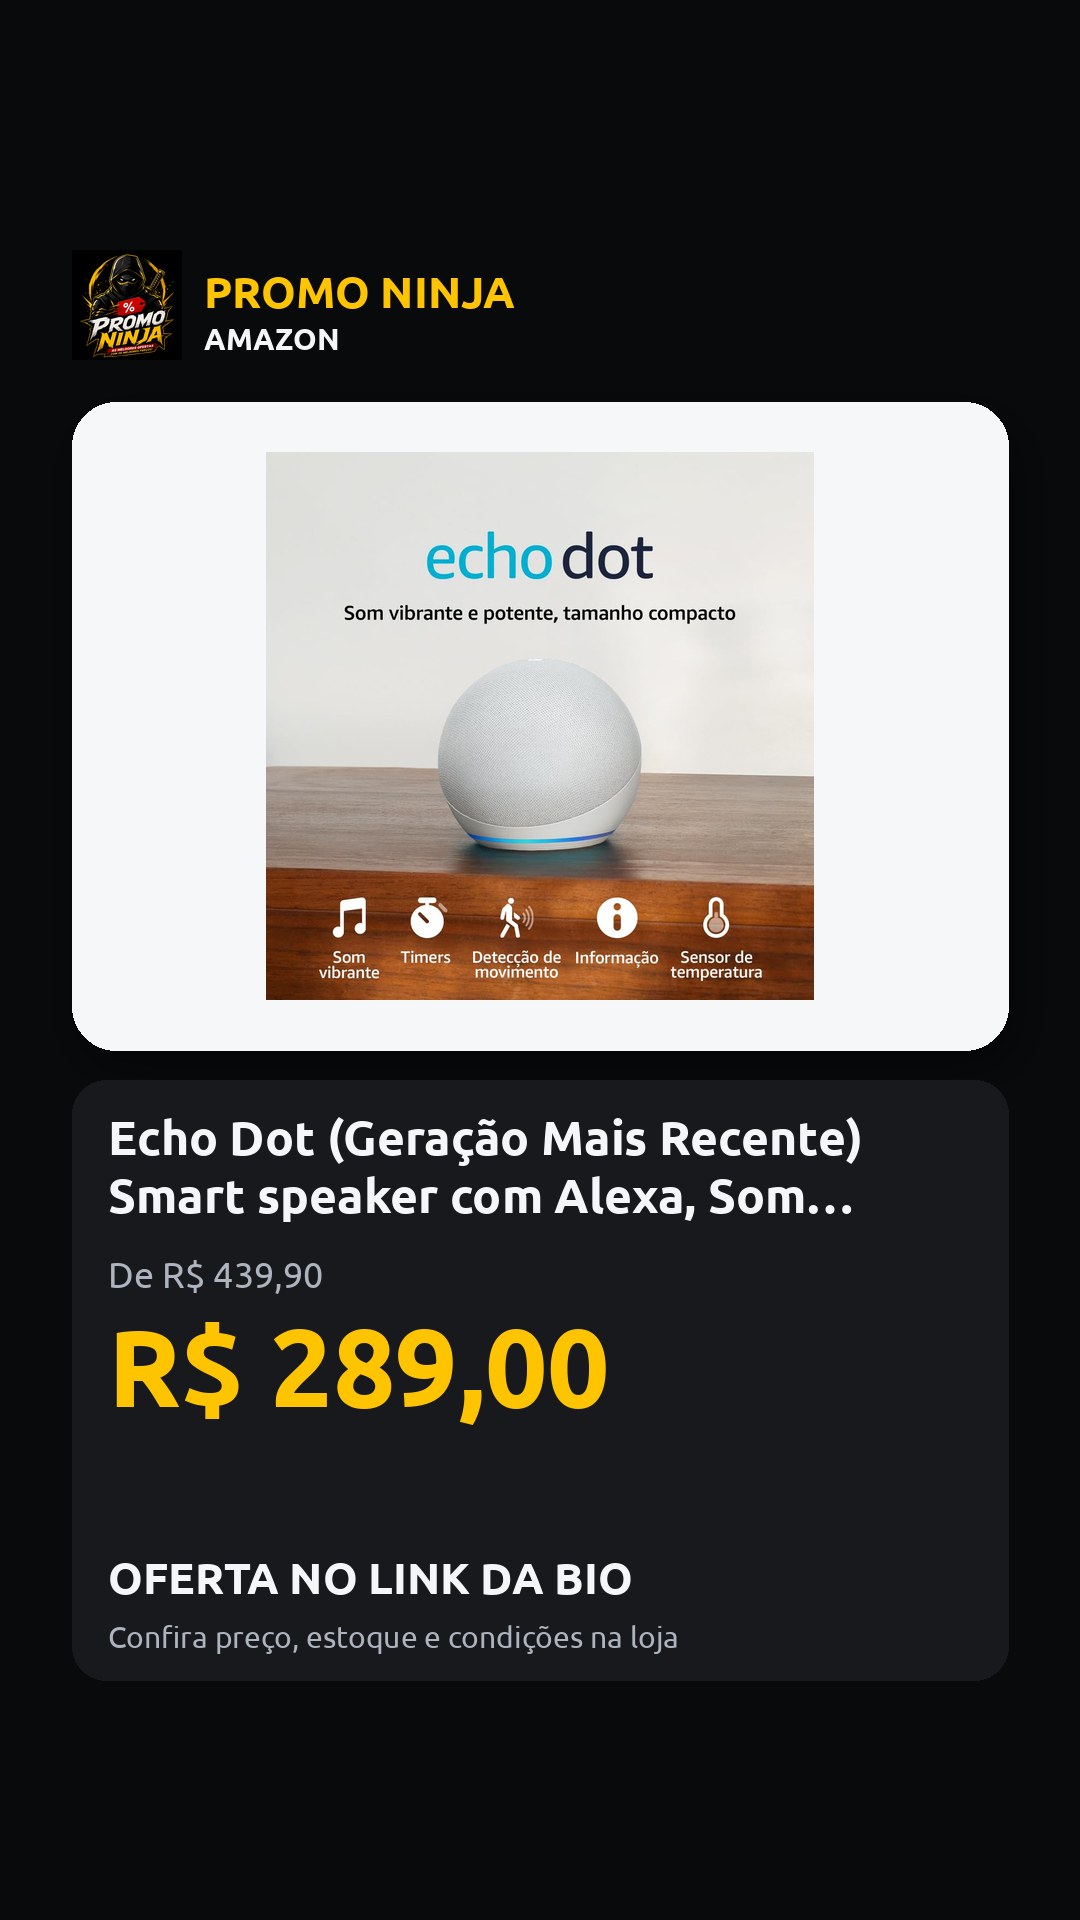 %
PROMO
NINJA
PROMO NINJA
AMAZON
echo dot
Som vibrante e potente, tamanho compacto
Som vibrante
Timers
Detecção de movimento
Informação
Sensor de temperatura
Echo Dot (Geração Mais Recente)
Smart speaker com Alexa, Som...
De R$ 439,90
R$ 289,00
OFERTA NO LINK DA BIO
Confira preço, estoque e condições na loja